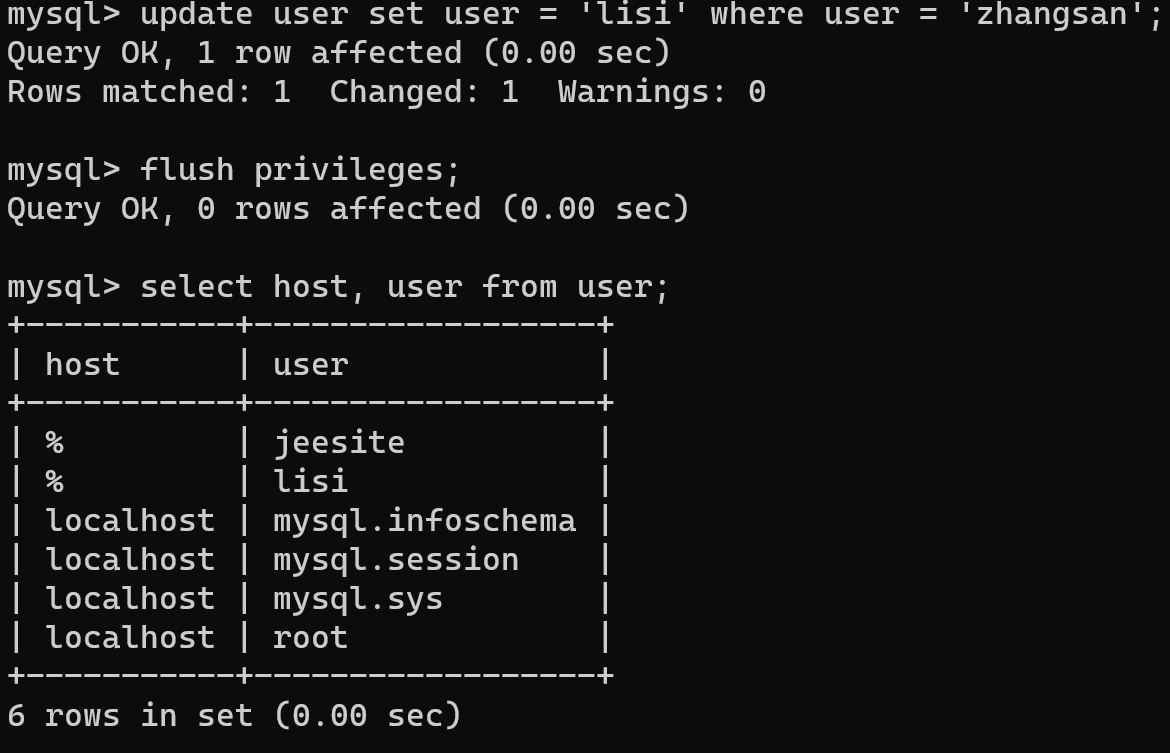 mysql> update user set user = 'lisi' where user = 'zhangsan';
Query OK, 1 row affected (0.00 sec)
Rows matched: 1  Changed: 1  Warnings: 0
mysql> flush privileges;
Query OK, 0 rows affected (0.00 sec)
mysql> select host, user from user;
+-----------+------------------+
| host      | user             |
+-----------+------------------+
| %         | jeesite          |
| %         | lisi             |
| localhost | mysql.infoschema |
| localhost | mysql.session    |
| localhost | mysql.sys        |
| localhost | root             |
+-----------+------------------+
6 rows in set (0.00 sec)